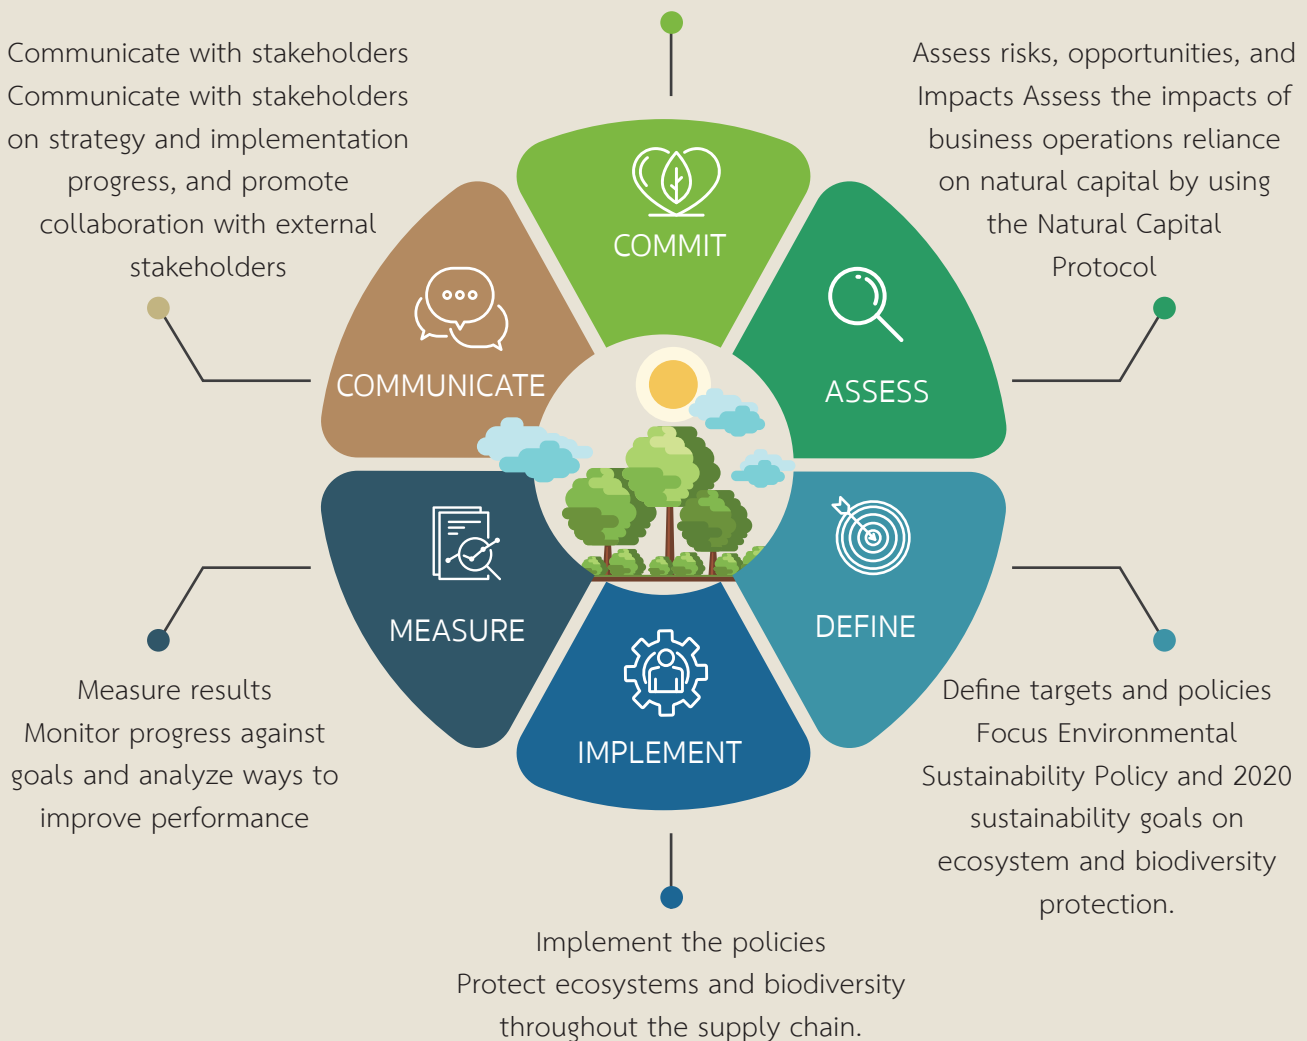 Communicate with stakeholders
Communicate with stakeholders
on strategy and implementation
progress, and promote
collaboration with external
stakeholders
Assess risks, opportunities, and
Impacts Assess the impacts of
business operations reliance
on natural capital by using
the Natural Capital
Protocol
COMMIT
COMMUNICATE
ASSESS
MEASURE
DEFINE
IMPLEMENT
Measure results
Monitor progress against
goals and analyze ways to
improve performance
Define targets and policies
Focus Environmental
Sustainability Policy and 2020
sustainability goals on
ecosystem and biodiversity
protection.
Implement the policies
Protect ecosystems and biodiversity
throughout the supply chain.